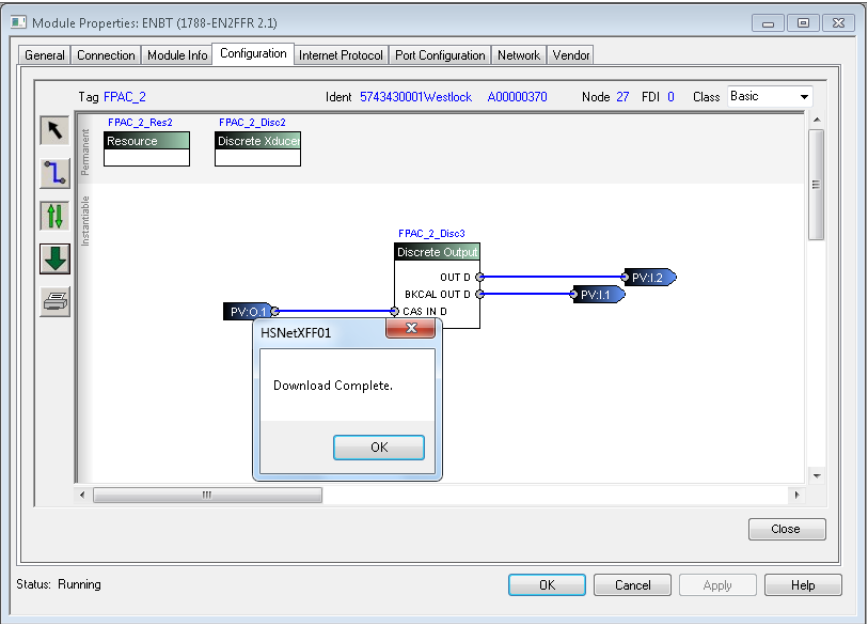 Module Properties: ENBT (1788-EN2FFR 2.1)
General Connection Module Info Configuration Internet Protocol Port Configuration Network Vendor
Tag FPAC_2 Ident 5743430001Westlock A00000370 Node 27 FDI 0 Class Basic
FPAC_2_Res2 FPAC_2_Disc2
Permanent
Resource Discrete Xducer
Instantiable
FPAC_2_Disc3
Discrete Output
OUT D PV:I.2
BKCAL OUT D PV:I.1
PV:O.1 CAS IN D
HSNetXFF01
Download Complete.
OK
Close
Status: Running OK Cancel Apply Help